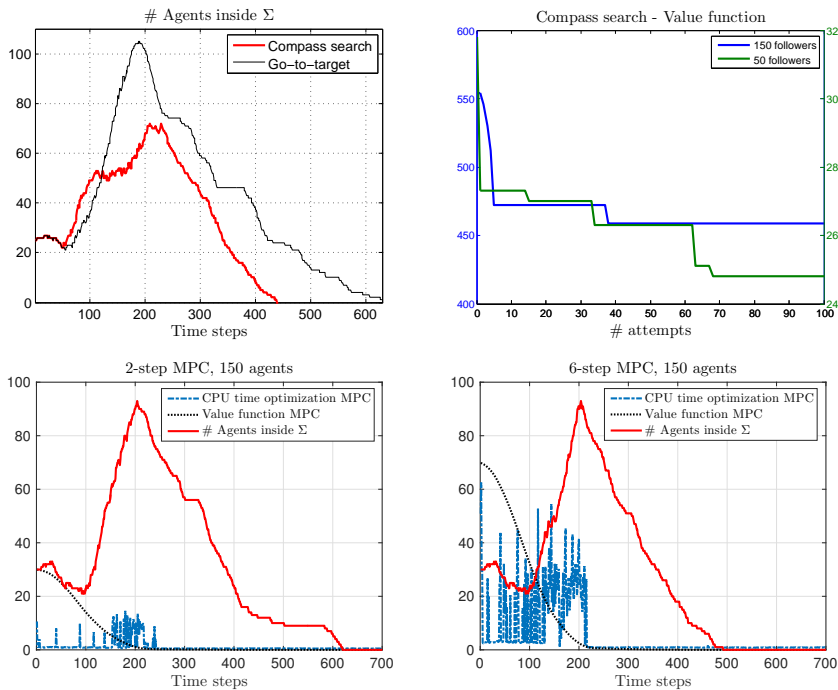 # Agents inside Σ
100
80
60
40
20
0
Compass search
Go−to−target
100 200 300 400 500 600
Time steps
Compass search - Value function
600
550
500
450
400
150 followers
50 followers
32
30
28
26
24
0 10 20 30 40 50 60 70 80 90 100
# attempts
2-step MPC, 150 agents
100
80
60
40
20
0
CPU time optimization MPC
Value function MPC
# Agents inside Σ
0 100 200 300 400 500 600 700
Time steps
6-step MPC, 150 agents
100
80
60
40
20
0
CPU time optimization MPC
Value function MPC
# Agents inside Σ
0 100 200 300 400 500 600 700
Time steps